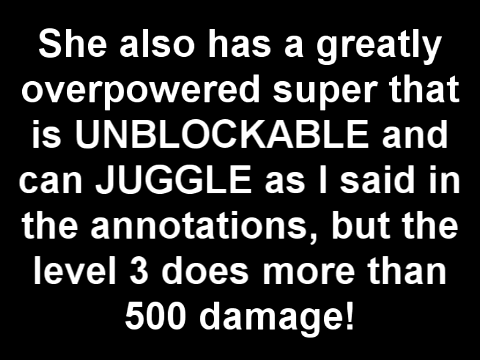 She also has a greatly
overpowered super that
is UNBLOCKABLE and
can JUGGLE as I said in
the annotations, but the
level 3 does more than
500 damage!